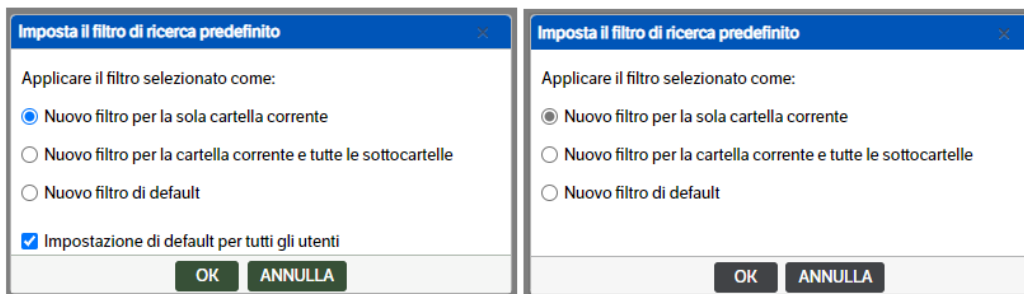 Imposta il filtro di ricerca predefinito
Applicare il filtro selezionato come:
Nuovo filtro per la sola cartella corrente
Nuovo filtro per la cartella corrente e tutte le sottocartelle
Nuovo filtro di default
Impostazione di default per tutti gli utenti
OK ANNULLA
Imposta il filtro di ricerca predefinito
Applicare il filtro selezionato come:
Nuovo filtro per la sola cartella corrente
Nuovo filtro per la cartella corrente e tutte le sottocartelle
Nuovo filtro di default
OK ANNULLA